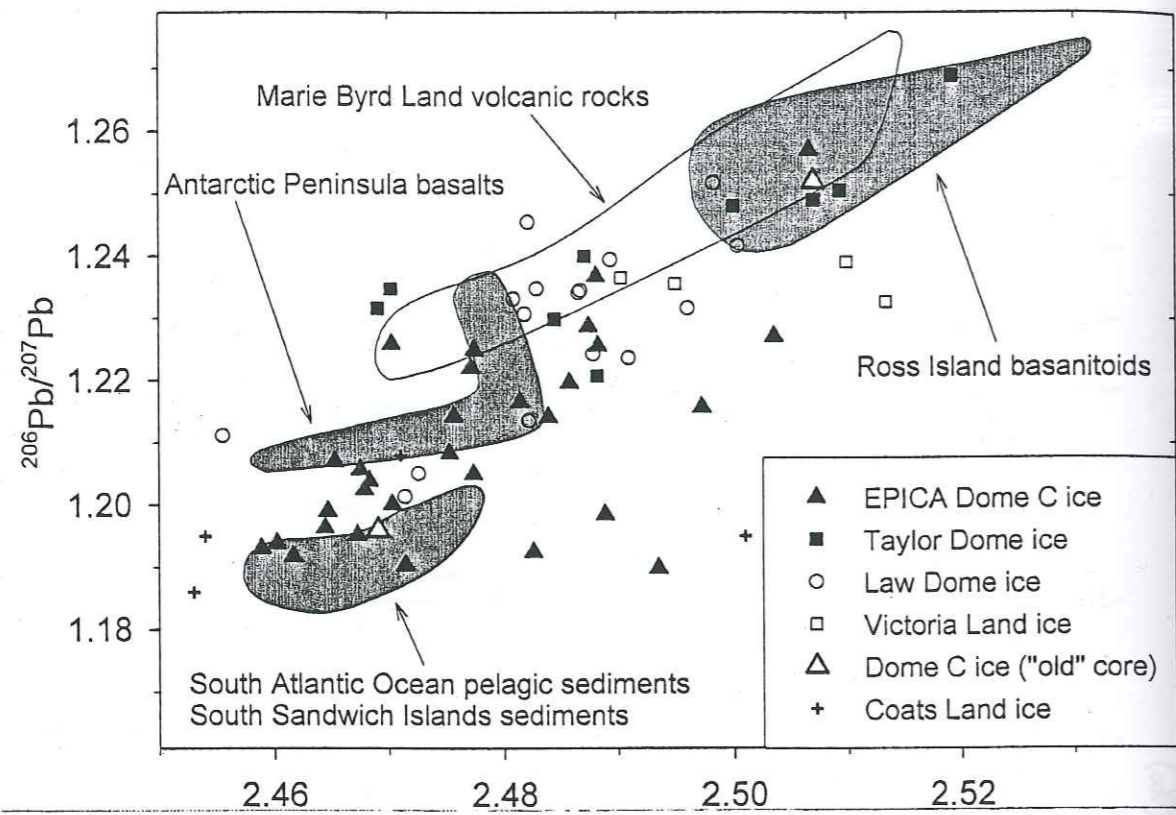 Marie Byrd Land volcanic rocks
1.26
Antarctic Peninsula basalts
1.24
²⁰⁶Pb/²⁰⁷Pb
1.22
Ross Island basanitoids
1.20
EPICA Dome C ice
Taylor Dome ice
Law Dome ice
1.18
Victoria Land ice
South Atlantic Ocean pelagic sediments
Dome C ice ("old" core)
South Sandwich Islands sediments
Coats Land ice
2.46 2.48 2.50 2.52